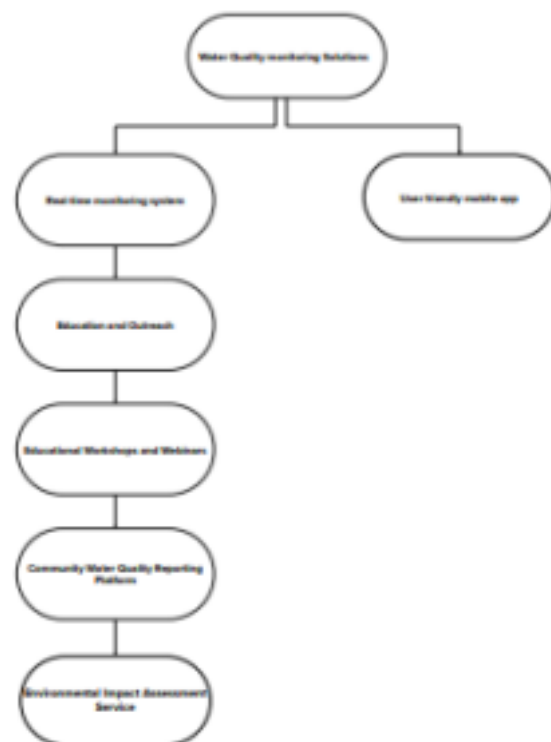 Water Quality monitoring Solutions
Real-time monitoring system
User friendly mobile app
Education and Outreach
Educational Workshops and Webinars
Community Water Quality Reporting
Platform
Environmental Impact Assessment
Service